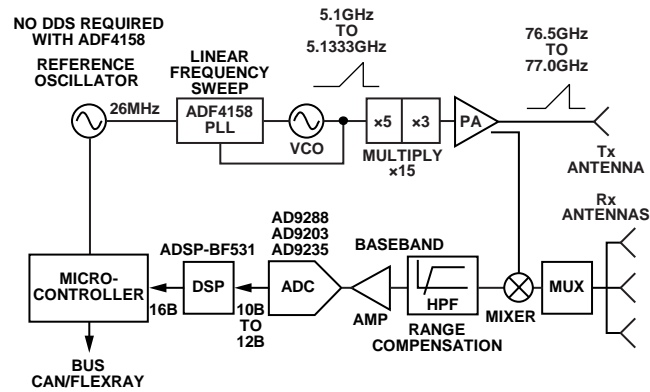 NO DDS REQUIRED
WITH ADF4158
REFERENCE
OSCILLATOR
26MHz
LINEAR
FREQUENCY
SWEEP
ADF4158
PLL
VCO
5.1GHz
TO
5.1333GHz
×5
×3
MULTIPLY
×15
PA
76.5GHz
TO
77.0GHz
Tx
ANTENNA
Rx
ANTENNAS
MUX
MIXER
BASEBAND
HPF
RANGE
COMPENSATION
AMP
AD9288
AD9203
AD9235
ADC
10B
TO
12B
ADSP-BF531
DSP
16B
MICRO-
CONTROLLER
BUS
CAN/FLEXRAY